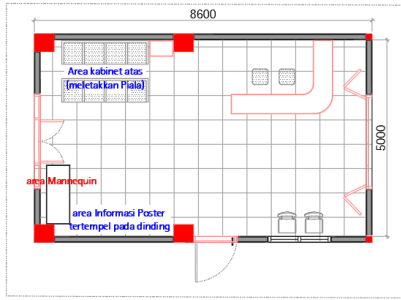 8600
Area kabinet atas
(meletakkan Piala)
5000
area Mannequin
area Informasi Poster
tertempel pada dinding